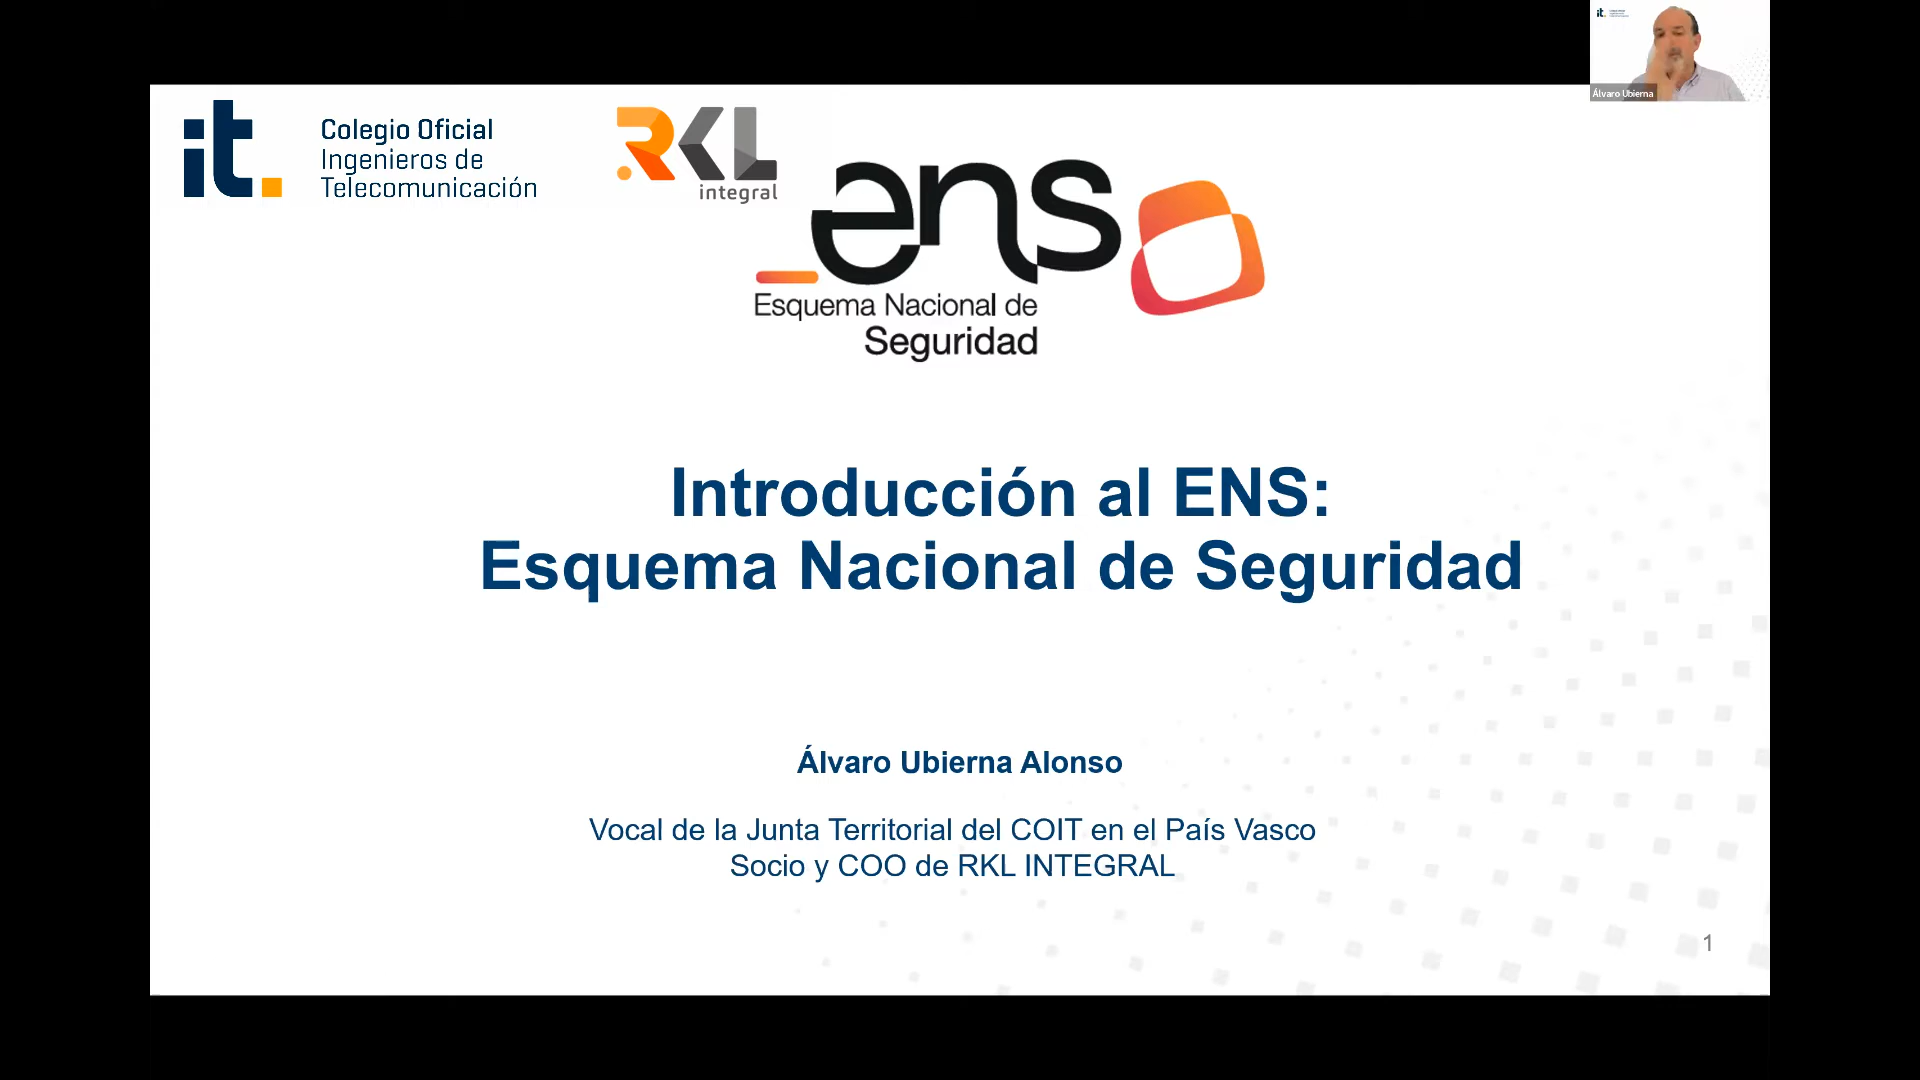 it.
Colegio Oficial
Ingenieros de
Telecomunicación
RKL
integral
ens
Esquema Nacional de
Seguridad
Álvaro Ubierna
Introducción al ENS:
Esquema Nacional de Seguridad
Álvaro Ubierna Alonso
Vocal de la Junta Territorial del COIT en el País Vasco
Socio y COO de RKL INTEGRAL
1